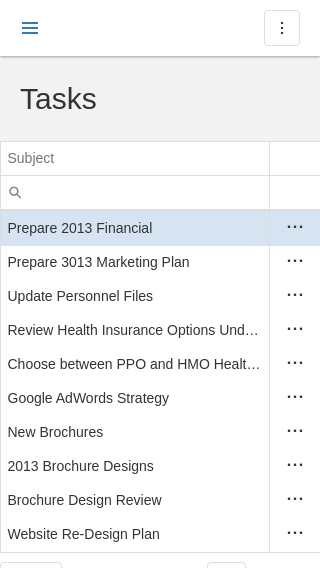 Tasks
Subject
Prepare 2013 Financial
Prepare 3013 Marketing Plan
Update Personnel Files
Review Health Insurance Options Und…
Choose between PPO and HMO Healt…
Google AdWords Strategy
New Brochures
2013 Brochure Designs
Brochure Design Review
Website Re-Design Plan